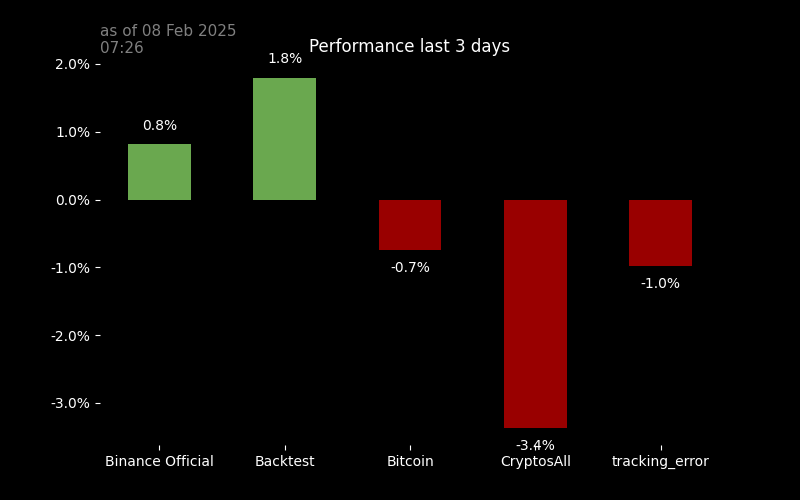 as of 08 Feb 2025
07:26
Performance last 3 days
2.0%
1.0%
0.0%
-1.0%
-2.0%
-3.0%
0.8%
1.8%
-0.7%
-3.4%
-1.0%
Binance Official
Backtest
Bitcoin
CryptosAll
tracking_error